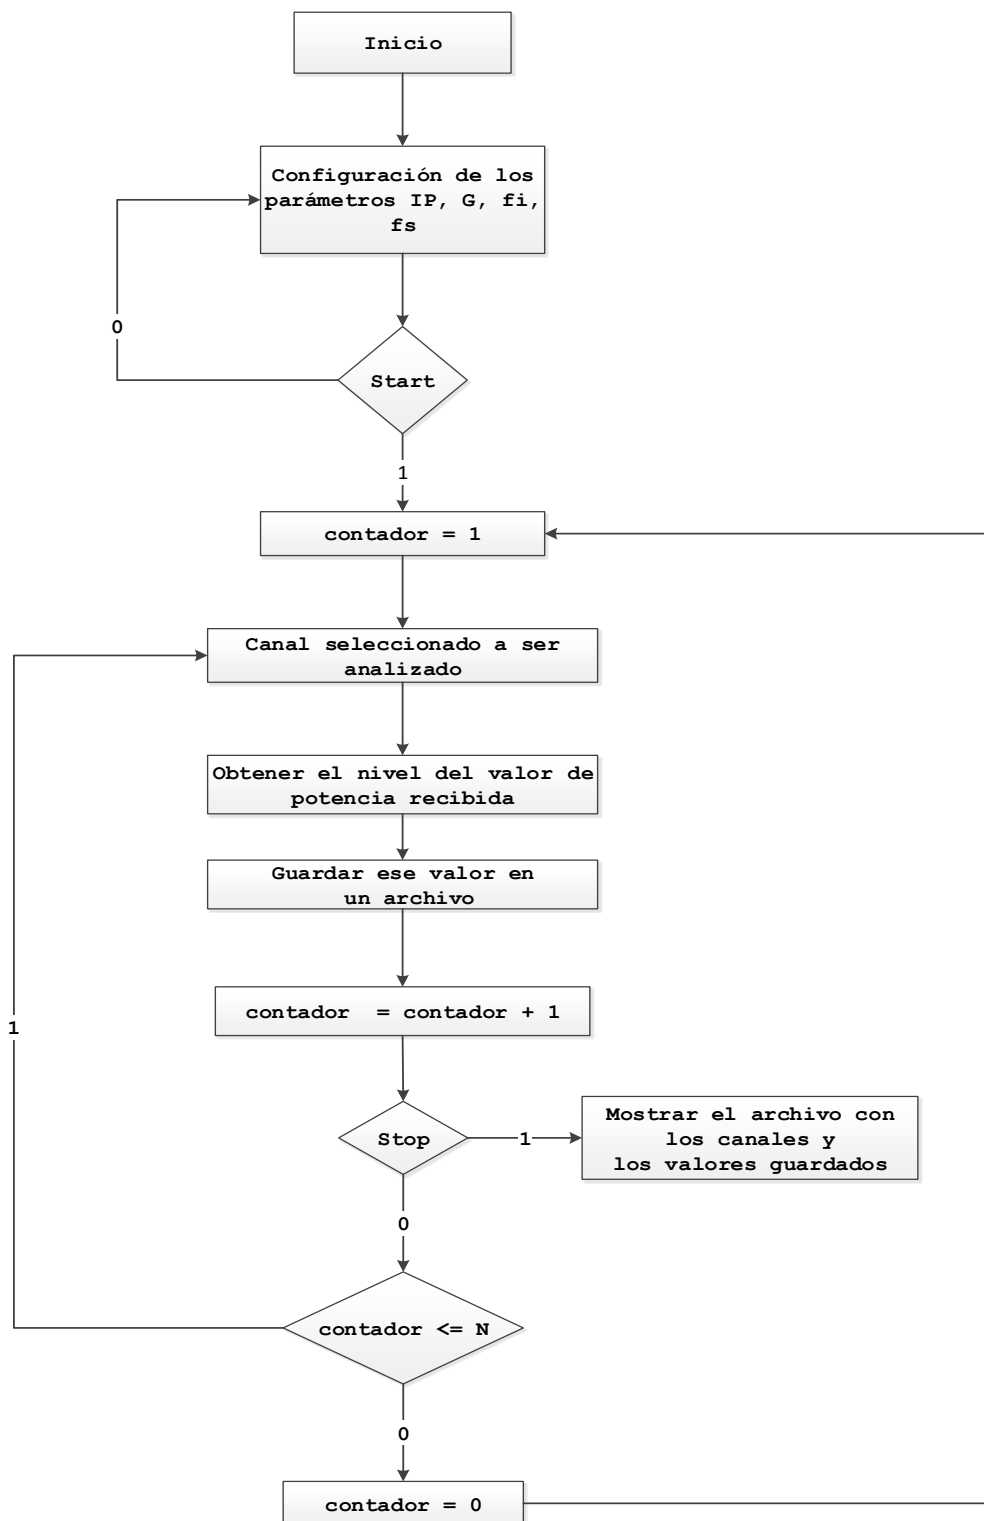 Inicio
Configuración de los
parámetros IP, G, fi,
fs
0
Start
1
contador = 1
Canal seleccionado a ser
analizado
Obtener el nivel del valor de
potencia recibida
Guardar ese valor en
un archivo
contador = contador + 1
1
Stop
1
Mostrar el archivo con
los canales y
los valores guardados
0
contador <= N
0
contador = 0